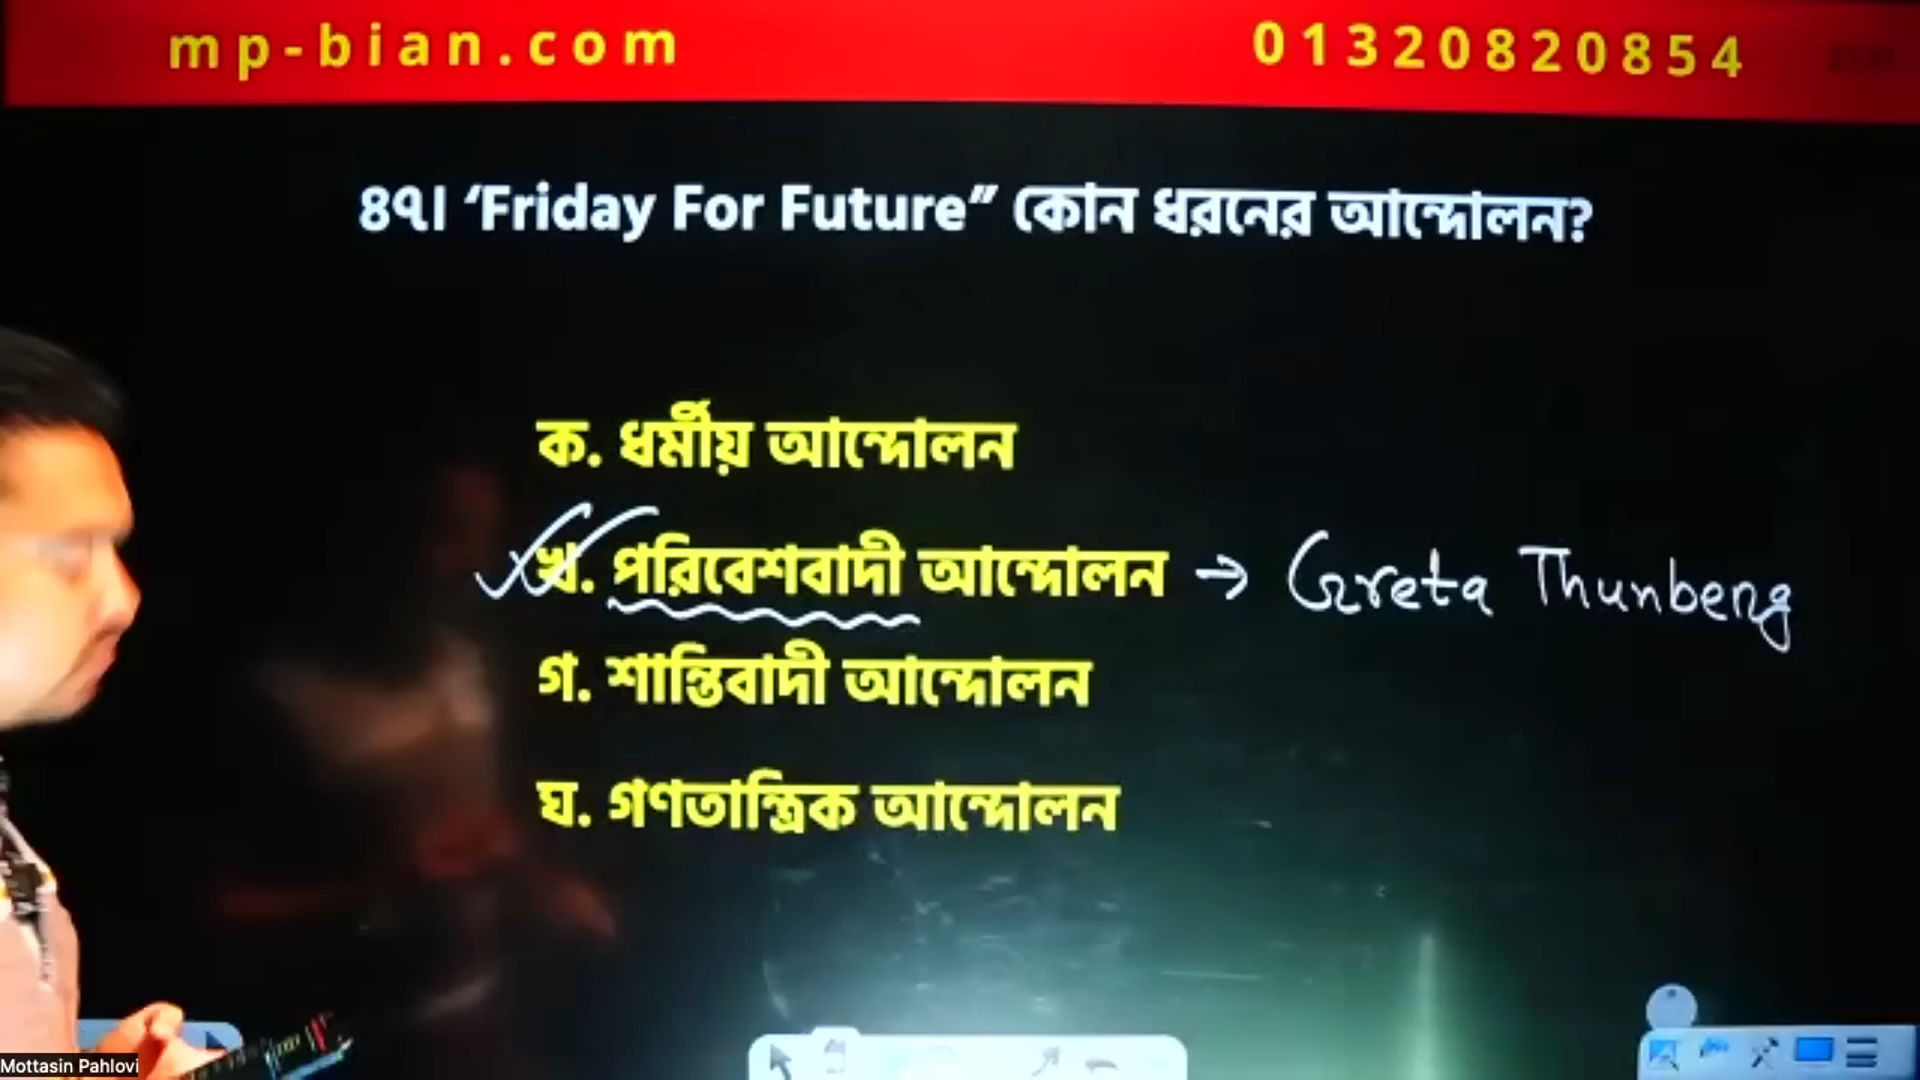 mp-bian.com 01320820854
৪৭। ‘Friday For Future” কোন ধরনের আন্দোলন?
ক. ধর্মীয় আন্দোলন
খ. পরিবেশবাদী আন্দোলন → Greta Thunberg
গ. শান্তিবাদী আন্দোলন
ঘ. গণতান্ত্রিক আন্দোলন
Mottasin Pahlovi